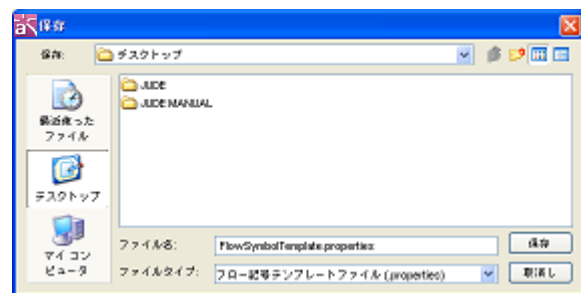 保存
保存: デスクトップ
JUDE
JUDE MANUAL
最近使った
ファイル
デスクトップ
マイ コン
ピュータ
ファイル名: FlowSymbolTemplate.properties 保存
ファイルタイプ: フロー記号テンプレートファイル (.properties) 取消し